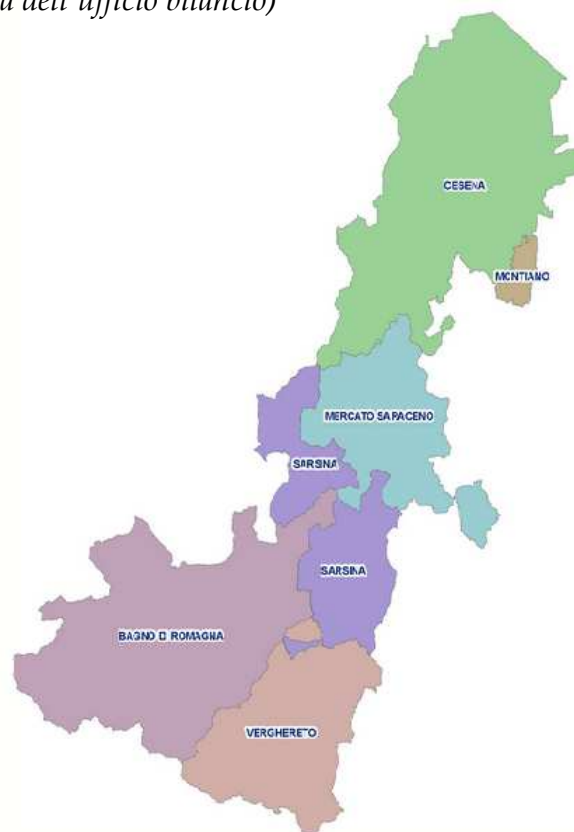 a dell'ufficio bilancio)
CESENA
MONTIANO
MERCATO SARACENO
SARSINA
SARSINA
BAGNO DI ROMAGNA
VERGHERETO